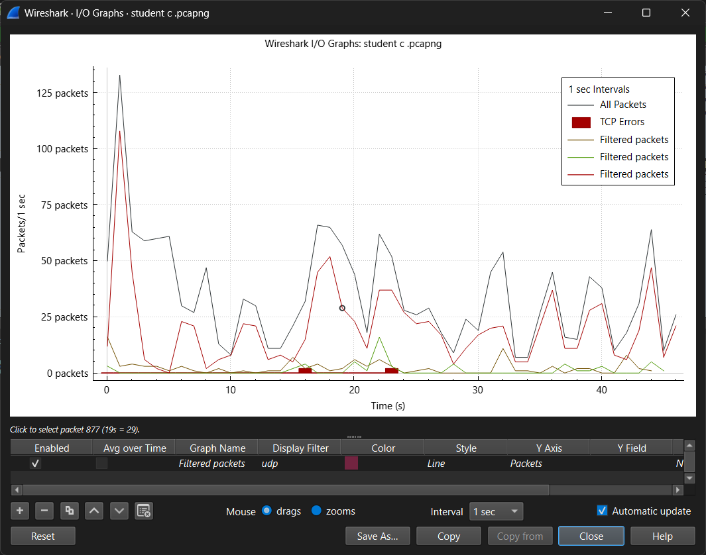 Wireshark · I/O Graphs · student c .pcapng
Wireshark I/O Graphs: student c .pcapng
125 packets
100 packets
75 packets
50 packets
25 packets
0 packets
Packets/1 sec
1 sec Intervals
All Packets
TCP Errors
Filtered packets
Filtered packets
Filtered packets
0 10 20 30 40
Time (s)
Click to select packet 877 (19s = 29).
Enabled Avg over Time Graph Name Display Filter Color Style Y Axis Y Field
Filtered packets udp Line Packets N
Mouse drags zooms Interval 1 sec Automatic update
Reset Save As... Copy Copy from Close Help